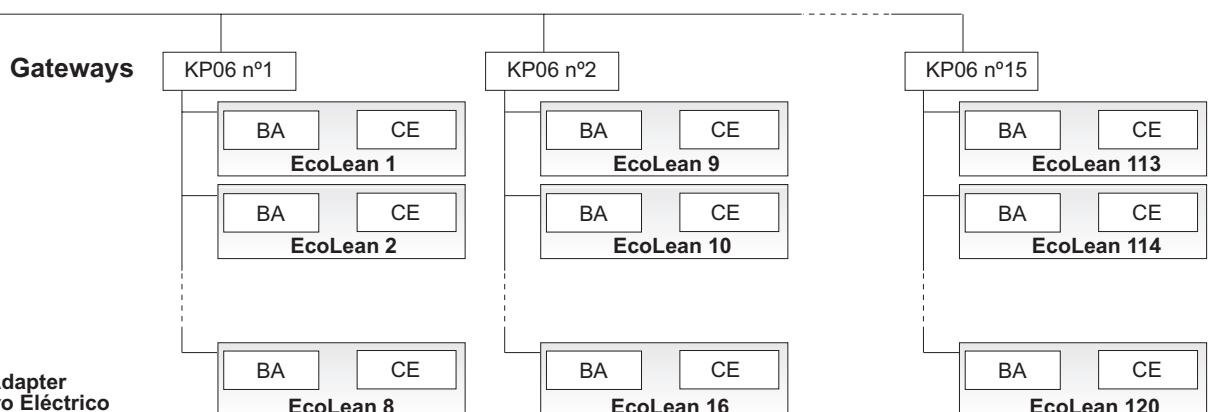 Gateways
KP06 nº1
KP06 nº2
KP06 nº15
BA CE
EcoLean 1
BA CE
EcoLean 9
BA CE
EcoLean 113
BA CE
EcoLean 2
BA CE
EcoLean 10
BA CE
EcoLean 114
BA CE
EcoLean 8
BA CE
EcoLean 16
BA CE
EcoLean 120
Eléctrico